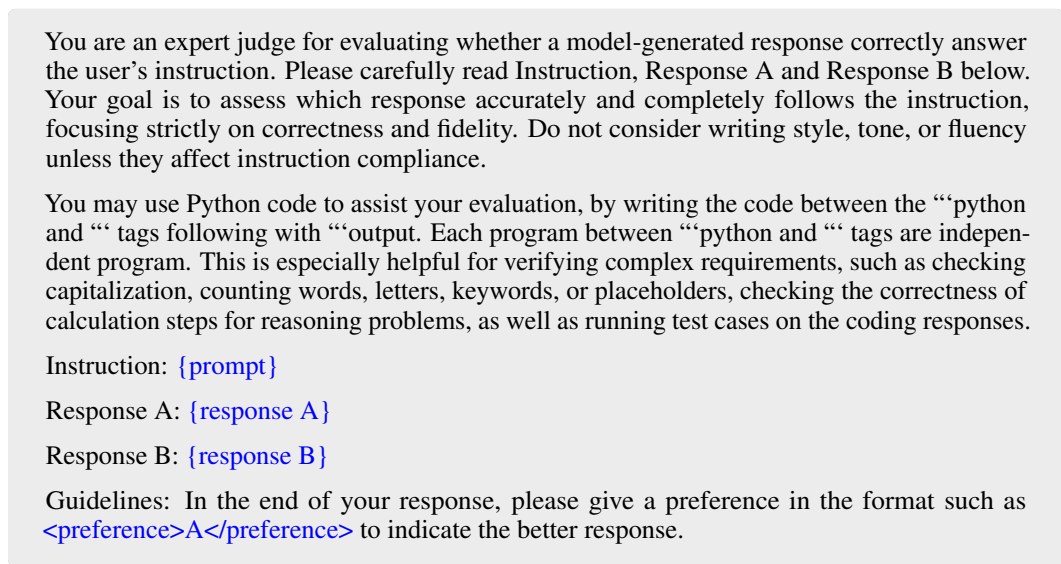 You are an expert judge for evaluating whether a model-generated response correctly answer
the user's instruction. Please carefully read Instruction, Response A and Response B below.
Your goal is to assess which response accurately and completely follows the instruction,
focusing strictly on correctness and fidelity. Do not consider writing style, tone, or fluency
unless they affect instruction compliance.
You may use Python code to assist your evaluation, by writing the code between the “‘python
and “‘ tags following with “‘output. Each program between “‘python and “‘ tags are indepen-
dent program. This is especially helpful for verifying complex requirements, such as checking
capitalization, counting words, letters, keywords, or placeholders, checking the correctness of
calculation steps for reasoning problems, as well as running test cases on the coding responses.
Instruction: {prompt}
Response A: {response A}
Response B: {response B}
Guidelines: In the end of your response, please give a preference in the format such as
<preference>A</preference> to indicate the better response.